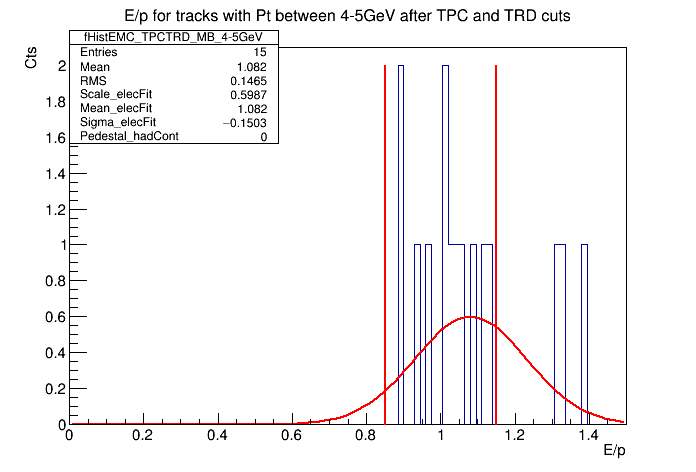 E/p for tracks with Pt between 4-5GeV after TPC and TRD cuts
fHistEMC_TPCTRD_MB_4-5GeV
Entries 15
Mean 1.082
RMS 0.1465
Scale_elecFit 0.5987
Mean_elecFit 1.082
Sigma_elecFit −0.1503
Pedestal_hadCont 0
Cts
2
1.8
1.6
1.4
1.2
1
0.8
0.6
0.4
0.2
0
0 0.2 0.4 0.6 0.8 1 1.2 1.4
E/p